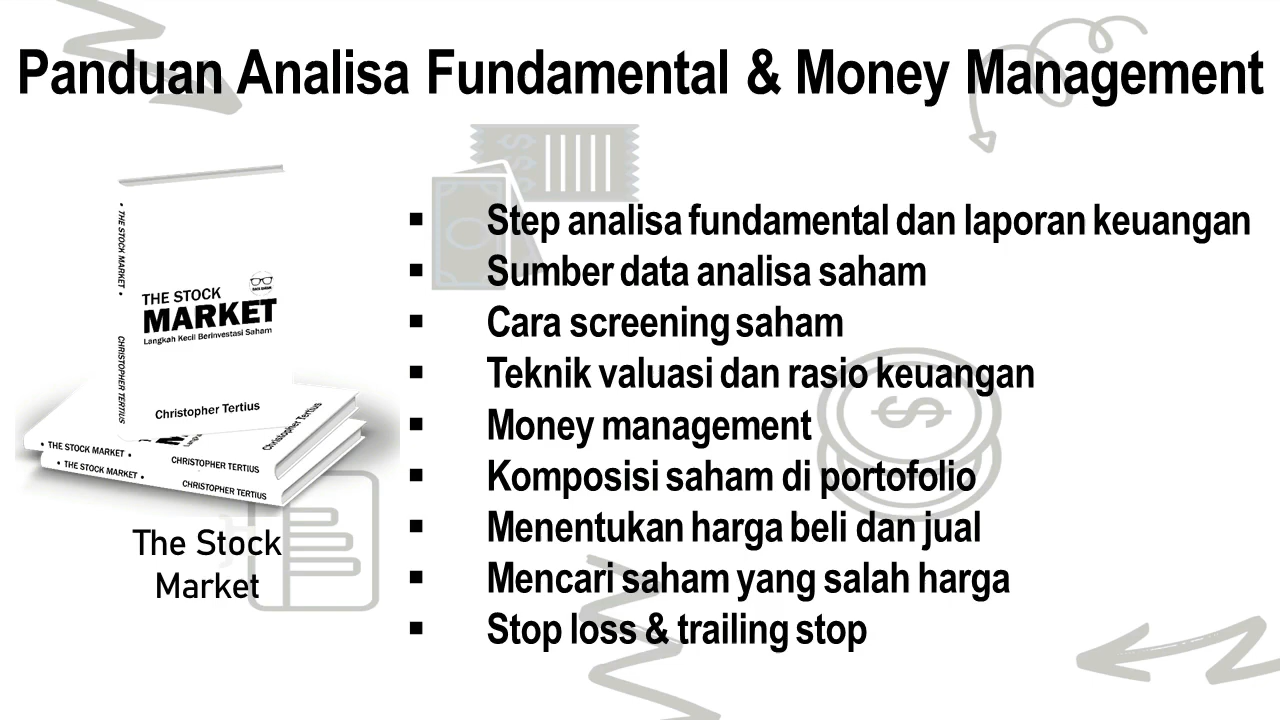 Panduan Analisa Fundamental & Money Management
• THE STOCK MARKET •
CHRISTOPHER TERTIUS
THE STOCK
MARKET
Langkah Kecil Berinvestasi Saham
Christopher Tertius
Christopher Tertius
• THE STOCK MARKET •
CHRISTOPHER TERTIUS
• THE STOCK MARKET •
CHRISTOPHER TERTIUS
The Stock
Market
▪ Step analisa fundamental dan laporan keuangan
▪ Sumber data analisa saham
▪ Cara screening saham
▪ Teknik valuasi dan rasio keuangan
▪ Money management
▪ Komposisi saham di portofolio
▪ Menentukan harga beli dan jual
▪ Mencari saham yang salah harga
▪ Stop loss & trailing stop